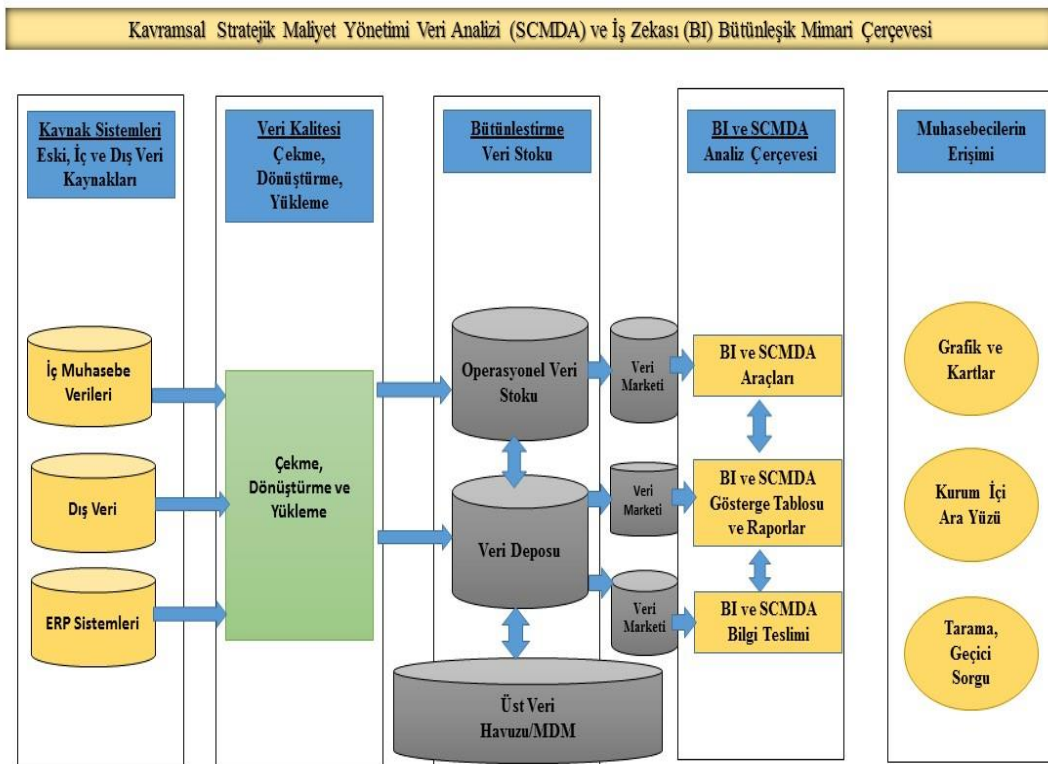 Kavramsal Stratejik Maliyet Yönetimi Veri Analizi (SCMDA) ve İş Zekası (BI) Bütünleşik Mimari Çerçevesi
Kaynak Sistemleri
Eski, İç ve Dış Veri
Kaynakları
Veri Kalitesi
Çekme,
Dönüştürme,
Yükleme
Bütünleştirme
Veri Stoku
BI ve SCMDA
Analiz Çerçevesi
Muhasebecilerin
Erişimi
İç Muhasebe
Verileri
Dış Veri
ERP Sistemleri
Çekme,
Dönüştürme ve
Yükleme
Operasyonel Veri
Stoku
Veri Deposu
Üst Veri
Havuzu/MDM
Veri
Marketi
Veri
Marketi
Veri
Marketi
BI ve SCMDA
Araçları
BI ve SCMDA
Gösterge Tablosu
ve Raporlar
BI ve SCMDA
Bilgi Teslimi
Grafik ve
Kartlar
Kurum İçi
Ara Yüzü
Tarama,
Geçici
Sorgu